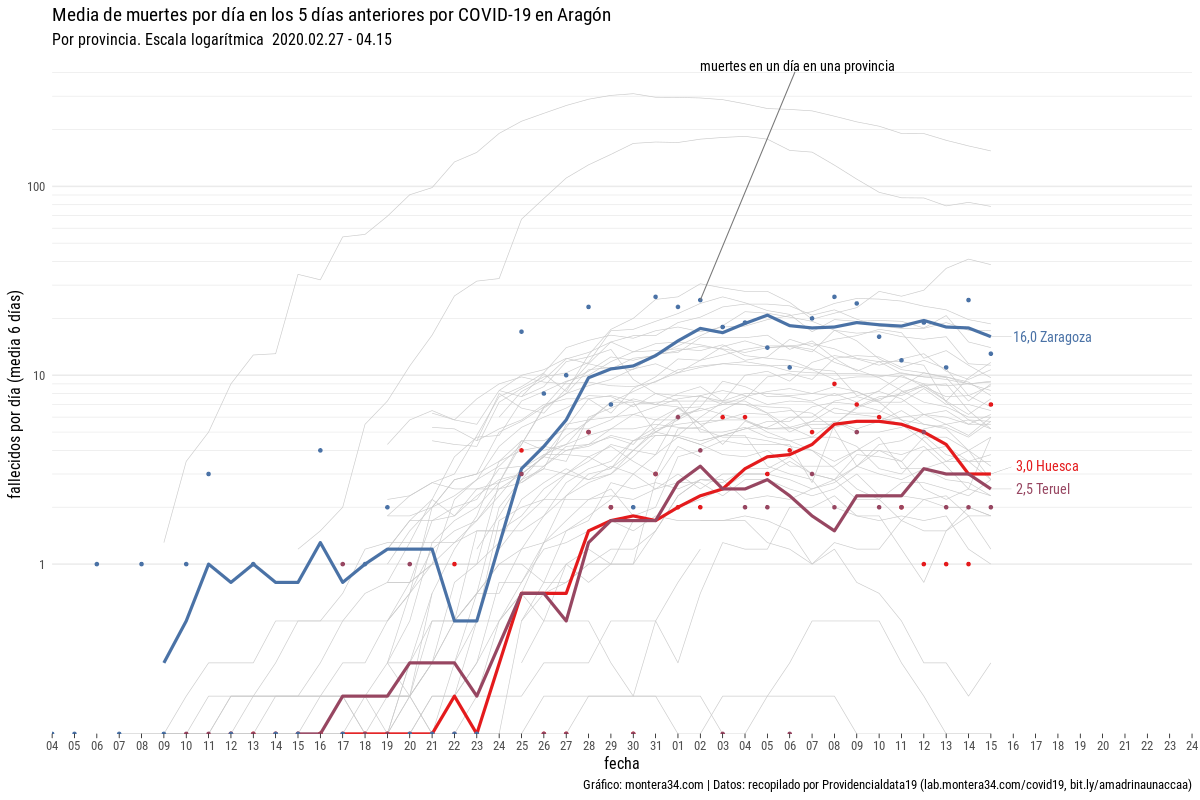 Media de muertes por día en los 5 días anteriores por COVID-19 en Aragón
Por provincia. Escala logarítmica 2020.02.27 - 04.15
muertes en un día en una provincia
fallecidos por día (media 6 días)
100
10
1
16,0 Zaragoza
3,0 Huesca
2,5 Teruel
04 05 06 07 08 09 10 11 12 13 14 15 16 17 18 19 20 21 22 23 24 25 26 27 28 29 30 31 01 02 03 04 05 06 07 08 09 10 11 12 13 14 15 16 17 19 20 21 22 23 24
fecha
Gráfico: montera34.com | Datos: recopilado por Providencialdata19 (lab.montera34.com/covid19, bit.ly/amadrinaunaccaa)